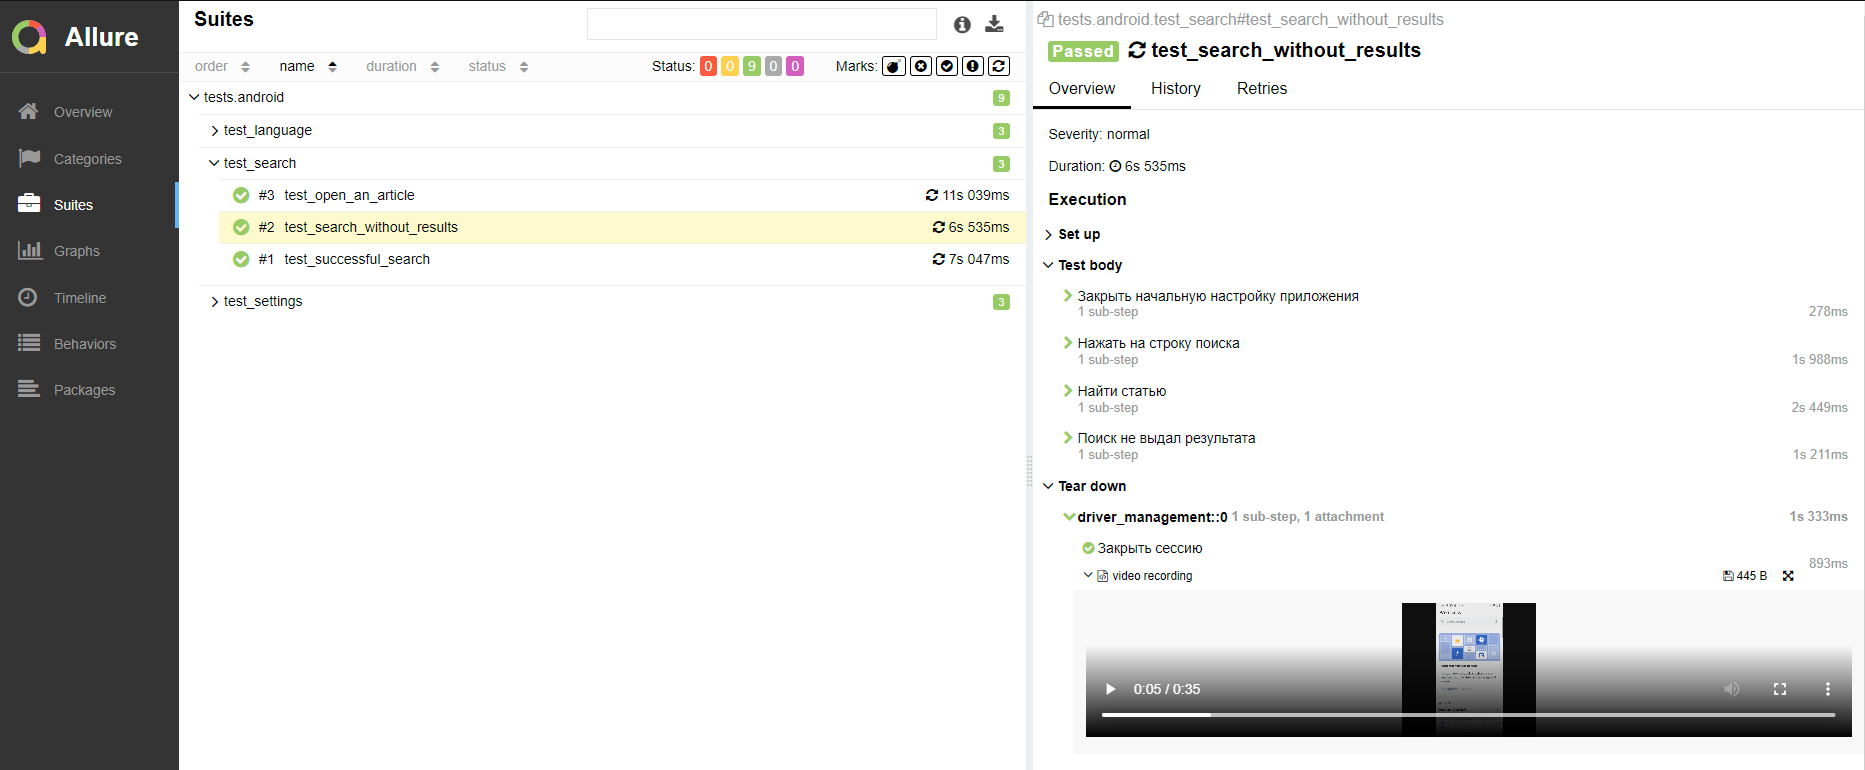 Allure
Overview
Categories
Suites
Graphs
Timeline
Behaviors
Packages
Suites
order name duration status Status: 0 0 9 0 0 Marks:
tests.android 9
test_language 3
test_search 3
#3 test_open_an_article 11s 039ms
#2 test_search_without_results 6s 535ms
#1 test_successful_search 7s 047ms
test_settings 3
tests.android.test_search#test_search_without_results
Passed test_search_without_results
Overview History Retries
Severity: normal
Duration: 6s 535ms
Execution
Set up
Test body
Закрыть начальную настройку приложения
1 sub-step 278ms
Нажать на строку поиска
1 sub-step 1s 988ms
Найти статью
1 sub-step 2s 449ms
Поиск не выдал результата
1 sub-step 1s 211ms
Tear down
driver_management::0 1 sub-step, 1 attachment 1s 333ms
Закрыть сессию
893ms
video recording 445 B
0:05 / 0:35